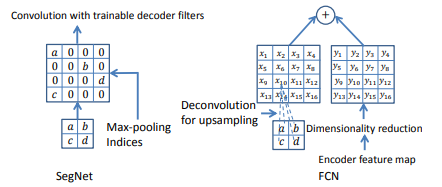 Convolution with trainable decoder filters
a 0 0 0
0 0 b 0
0 0 0 d
c 0 0 0
a b
c d
Max-pooling
Indices
SegNet
+
x₁ x₂ x₃ x₄
x₅ x₆ x₇ x₈
x₉ x₁₀ x₁₁ x₁₂
x₁₃ x₁₄ x₁₅ x₁₆
y₁ y₂ y₃ y₄
y₅ y₆ y₇ y₈
y₉ y₁₀ y₁₁ y₁₂
y₁₃ y₁₄ y₁₅ y₁₆
Deconvolution
for upsampling
a b
c d
Dimensionality reduction
Encoder feature map
FCN